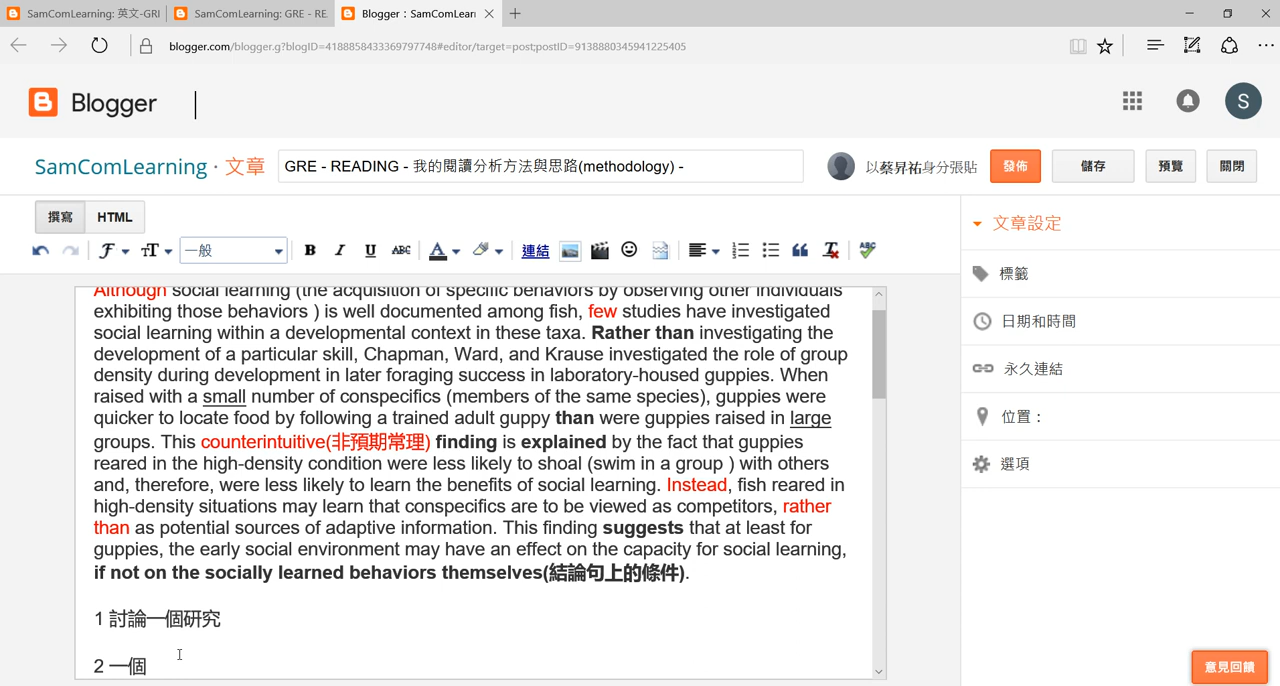 SamComLearning: 英文-GRI
SamComLearning: GRE - RE
Blogger：SamComLearn
blogger.com/blogger.g?blogID=4188858433369797748#editor/target=post;postID=9138880345941225405
Blogger
S
SamComLearning · 文章
GRE - READING - 我的閱讀分析方法與思路(methodology) -
以蔡昇祐身分張貼
發佈
儲存
預覽
關閉
撰寫
HTML
一般
B
I
U
ABC
A
連結
ABC
Although social learning (the acquisition of specific behaviors by observing other individuals
exhibiting those behaviors ) is well documented among fish, few studies have investigated
social learning within a developmental context in these taxa. Rather than investigating the
development of a particular skill, Chapman, Ward, and Krause investigated the role of group
density during development in later foraging success in laboratory-housed guppies. When
raised with a small number of conspecifics (members of the same species), guppies were
quicker to locate food by following a trained adult guppy than were guppies raised in large
groups. This counterintuitive(非預期常理) finding is explained by the fact that guppies
reared in the high-density condition were less likely to shoal (swim in a group ) with others
and, therefore, were less likely to learn the benefits of social learning. Instead, fish reared in
high-density situations may learn that conspecifics are to be viewed as competitors, rather
than as potential sources of adaptive information. This finding suggests that at least for
guppies, the early social environment may have an effect on the capacity for social learning,
if not on the socially learned behaviors themselves(結論句上的條件).
1 討論一個研究
2 一個
文章設定
標籤
日期和時間
永久連結
位置：
選項
意見回饋